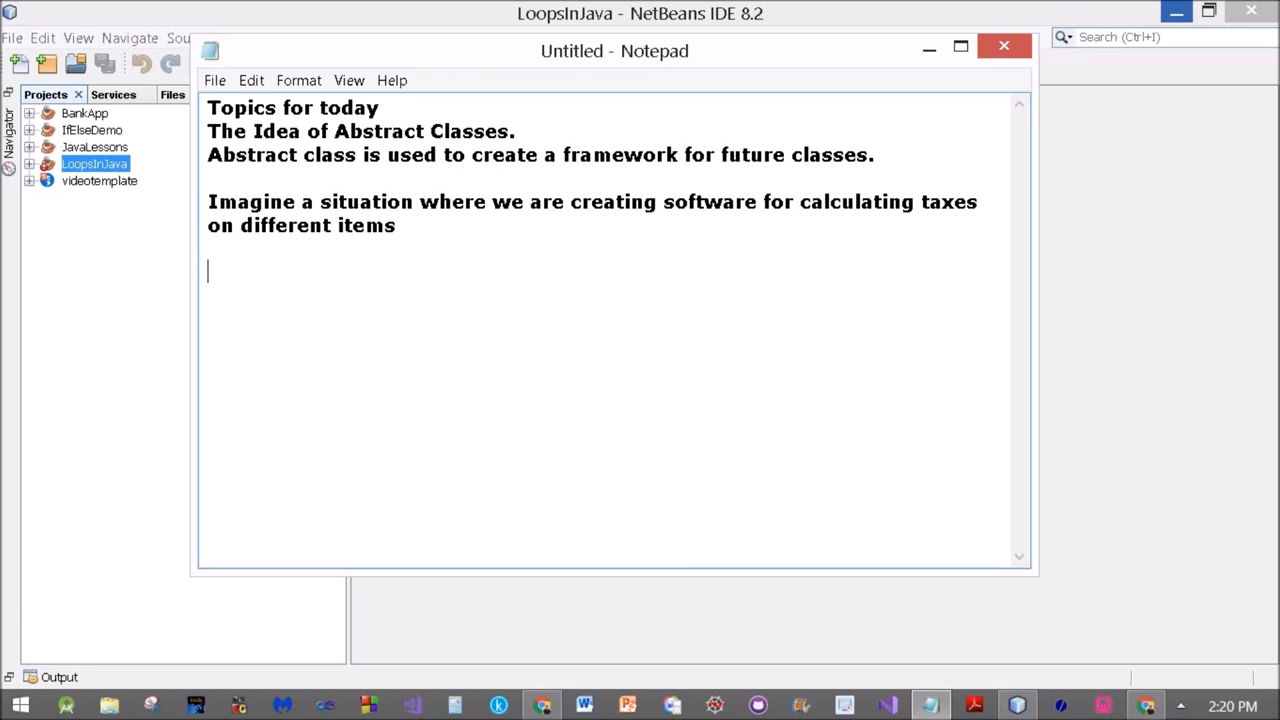 LoopsInJava - NetBeans IDE 8.2
File Edit View Navigate Sou
Search (Ctrl+I)
Untitled - Notepad
File Edit Format View Help
Projects Services Files
Navigator
BankApp
IfElseDemo
JavaLessons
LoopsInJava
videotemplate
Topics for today
The Idea of Abstract Classes.
Abstract class is used to create a framework for future classes.
Imagine a situation where we are creating software for calculating taxes
on different items
Output
2:20 PM